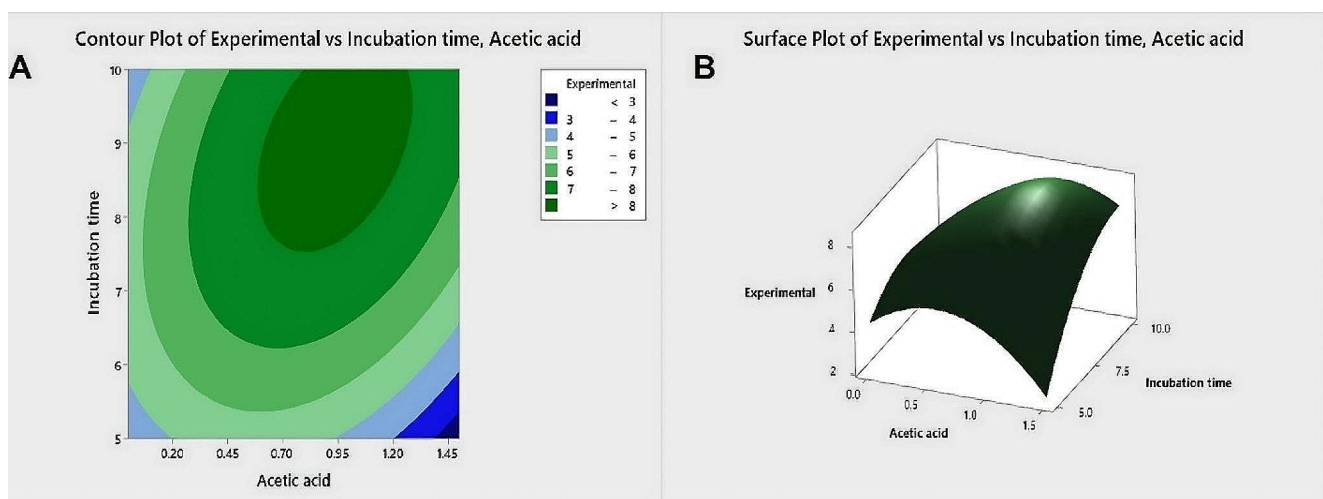 Contour Plot of Experimental vs Incubation time, Acetic acid
A
10
9
8
7
6
5
Incubation time
0.20 0.45 0.70 0.95 1.20 1.45
Acetic acid
Experimental
< 3
3 – 4
4 – 5
5 – 6
6 – 7
7 – 8
> 8
Surface Plot of Experimental vs Incubation time, Acetic acid
B
8
6
4
2
Experimental
0.0
0.5
1.0
1.5
Acetic acid
5.0
7.5
10.0
Incubation time